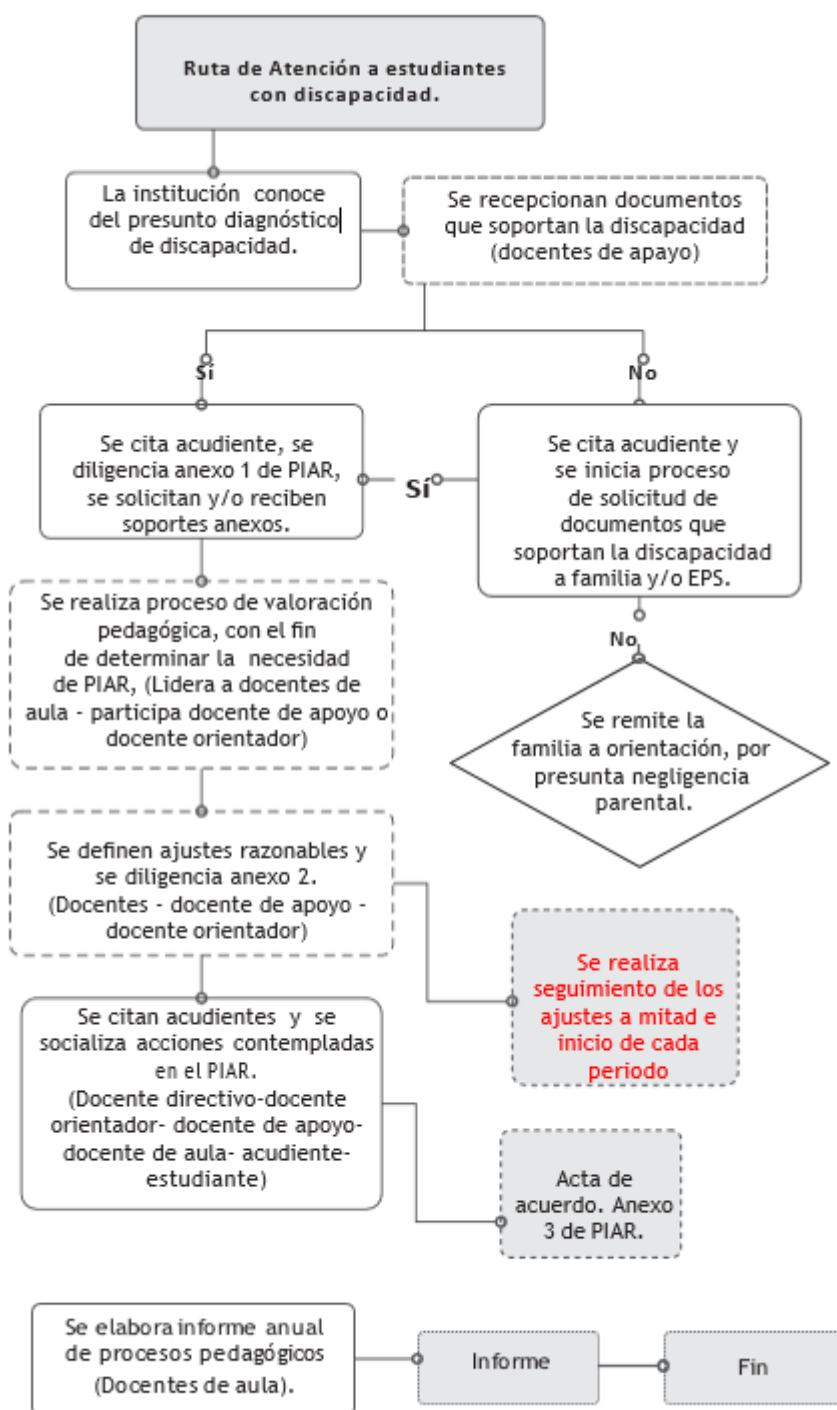 Ruta de Atención a estudiantes
con discapacidad.
La institución conoce
del presunto diagnóstico
de discapacidad.
Se recepcionan documentos
que soportan la discapacidad
(docentes de apayo)
Sí
No
Se cita acudiente, se
diligencia anexo 1 de PIAR,
se solicitan y/o reciben
soportes anexos.
Sí
Se cita acudiente y
se inicia proceso
de solicitud de
documentos que
soportan la discapacidad
a familia y/o EPS.
Se realiza proceso de valoración
pedagógica, con el fin
de determinar la necesidad
de PIAR, (Lidera a docentes de
aula - participa docente de apoyo o
docente orientador)
No
Se remite la
familia a orientación, por
presunta negligencia
parental.
Se definen ajustes razonables y
se diligencia anexo 2.
(Docentes - docente de apoyo -
docente orientador)
Se realiza
seguimiento de los
ajustes a mitad e
inicio de cada
periodo
Se citan acudientes y se
socializa acciones contempladas
en el PIAR.
(Docente directivo-docente
orientador- docente de apoyo-
docente de aula- acudiente-
estudiante)
Acta de
acuerdo. Anexo
3 de PIAR.
Se elabora informe anual
de procesos pedagógicos
(Docentes de aula).
Informe
Fin